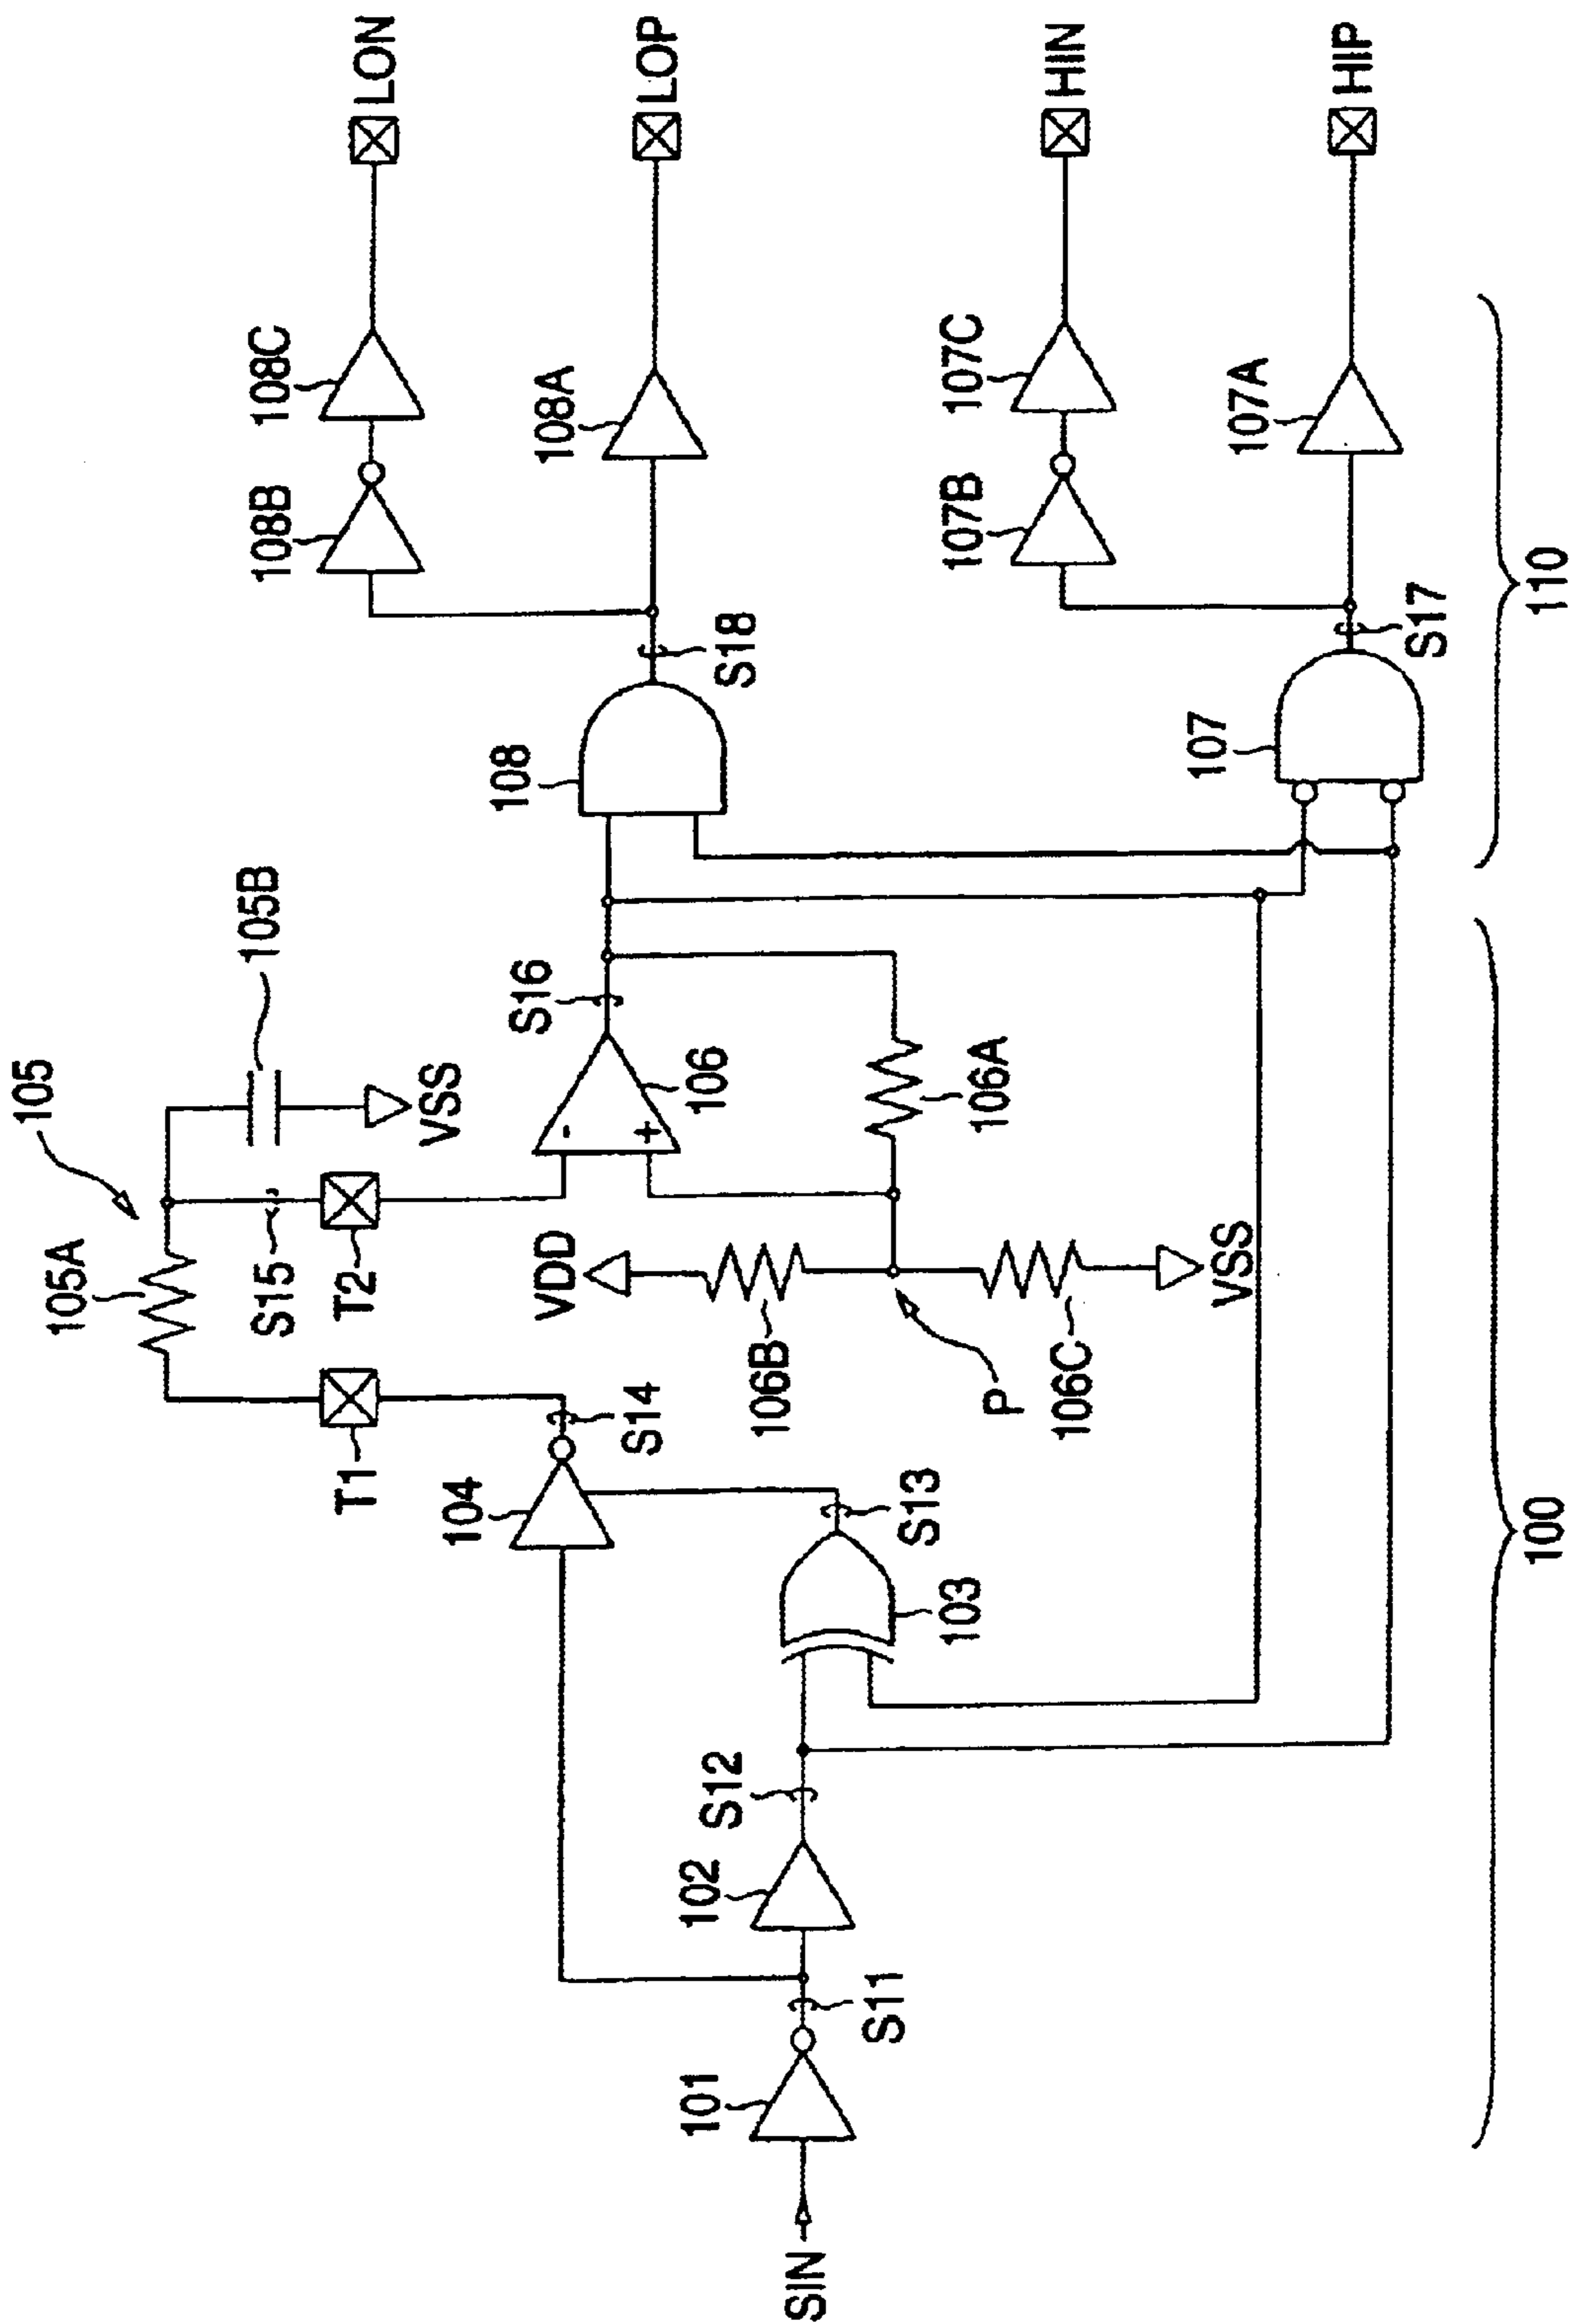 105
105A
105B
S15
VSS
T1
T2
S14
104
VDD
106B
P
106C
VSS
S16
106
-
+
106A
S13
103
SIN
101
S11
102
S12
100
108
S18
108B
108C
LON
108A
LOP
107
S17
107B
107C
HIN
107A
HIP
110